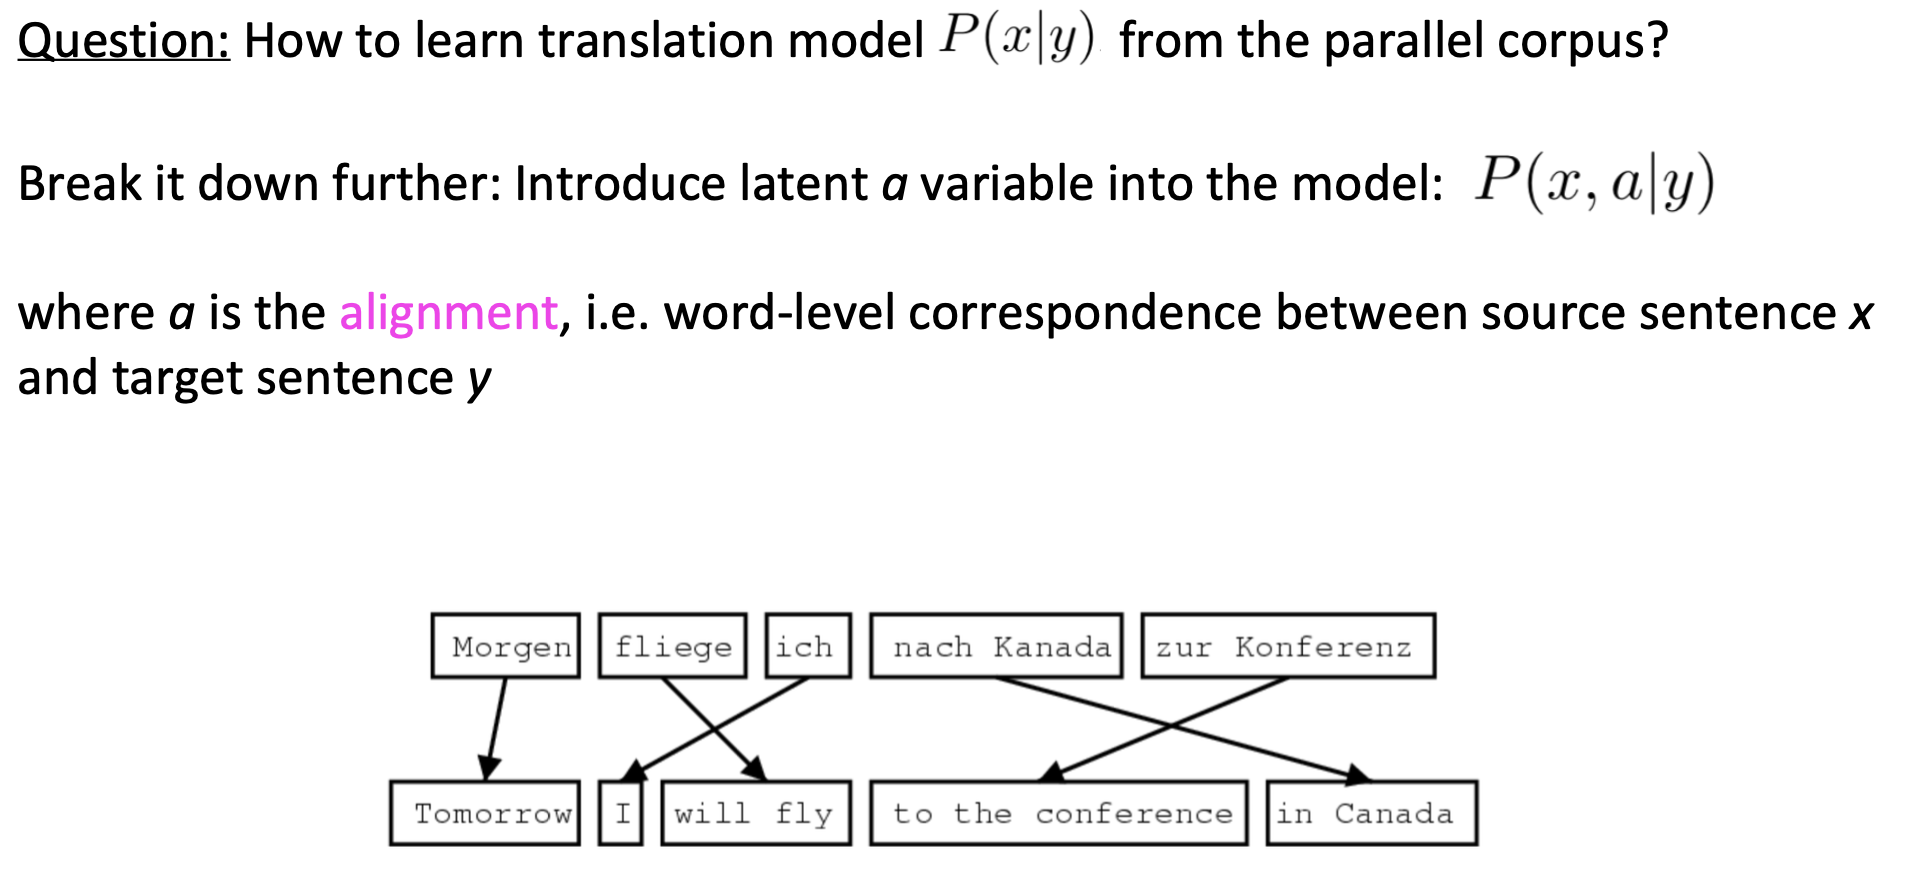 Question: How to learn translation model P(x|y) from the parallel corpus?
Break it down further: Introduce latent a variable into the model: P(x, a|y)
where a is the alignment, i.e. word-level correspondence between source sentence x
and target sentence y
Morgen fliege ich nach Kanada zur Konferenz
Tomorrow I will fly to the conference in Canada